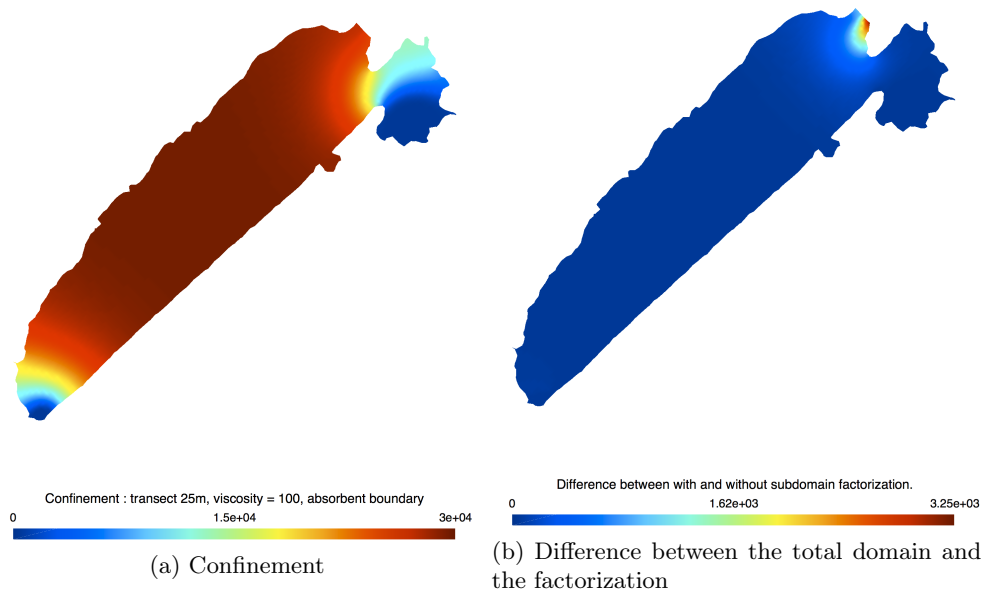 Confinement : transect 25m, viscosity = 100, absorbent boundary
0 1.5e+04 3e+04
(a) Confinement
Difference between with and without subdomain factorization.
0 1.62e+03 3.25e+03
(b) Difference between the total domain and
the factorization